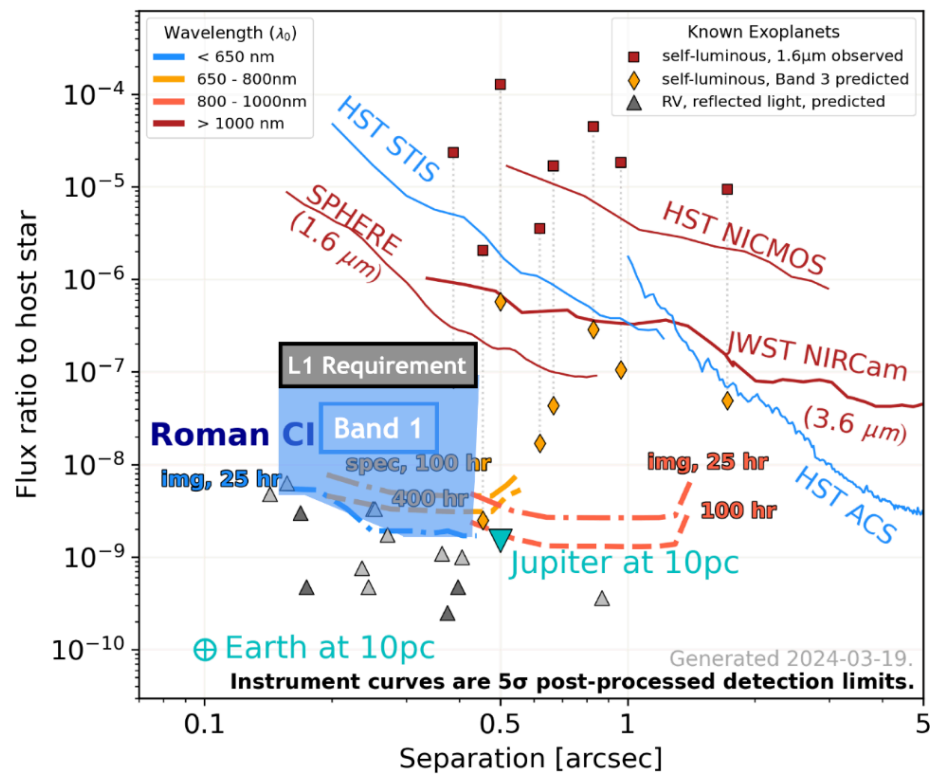 Wavelength (λ₀)
< 650 nm
650 - 800nm
800 - 1000nm
> 1000 nm
Known Exoplanets
self-luminous, 1.6μm observed
self-luminous, Band 3 predicted
RV, reflected light, predicted
HST STIS
SPHERE
(1.6 μm)
HST NICMOS
JWST NIRCam
(3.6 μm)
HST ACS
L1 Requirement
Band 1
Roman CI
img, 25 hr
spec, 100 hr
400 hr
img, 25 hr
100 hr
Jupiter at 10pc
Earth at 10pc
Generated 2024-03-19.
Instrument curves are 5σ post-processed detection limits.
Flux ratio to host star
10⁻⁴
10⁻⁵
10⁻⁶
10⁻⁷
10⁻⁸
10⁻⁹
10⁻¹⁰
0.1 0.5 1 5
Separation [arcsec]